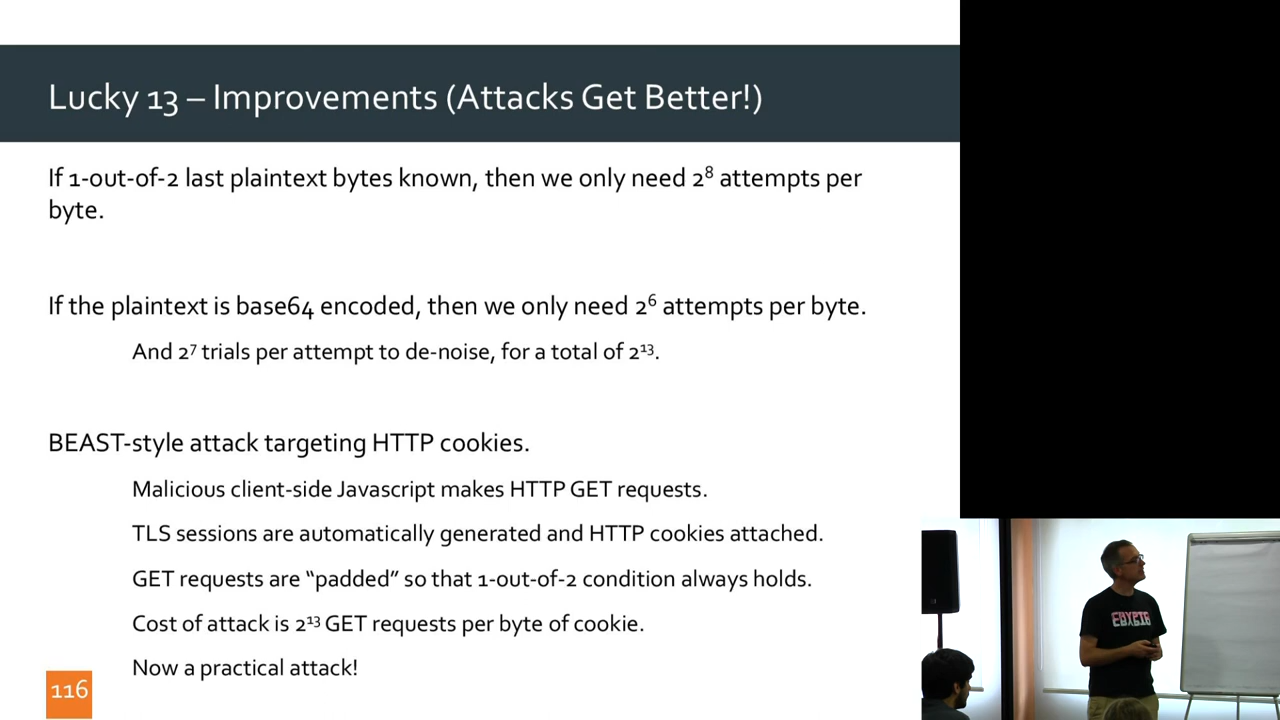 Lucky 13 – Improvements (Attacks Get Better!)
If 1-out-of-2 last plaintext bytes known, then we only need 2⁸ attempts per
byte.
If the plaintext is base64 encoded, then we only need 2⁶ attempts per byte.
And 2⁷ trials per attempt to de-noise, for a total of 2¹³.
BEAST-style attack targeting HTTP cookies.
Malicious client-side Javascript makes HTTP GET requests.
TLS sessions are automatically generated and HTTP cookies attached.
GET requests are “padded” so that 1-out-of-2 condition always holds.
Cost of attack is 2¹³ GET requests per byte of cookie.
Now a practical attack!
116